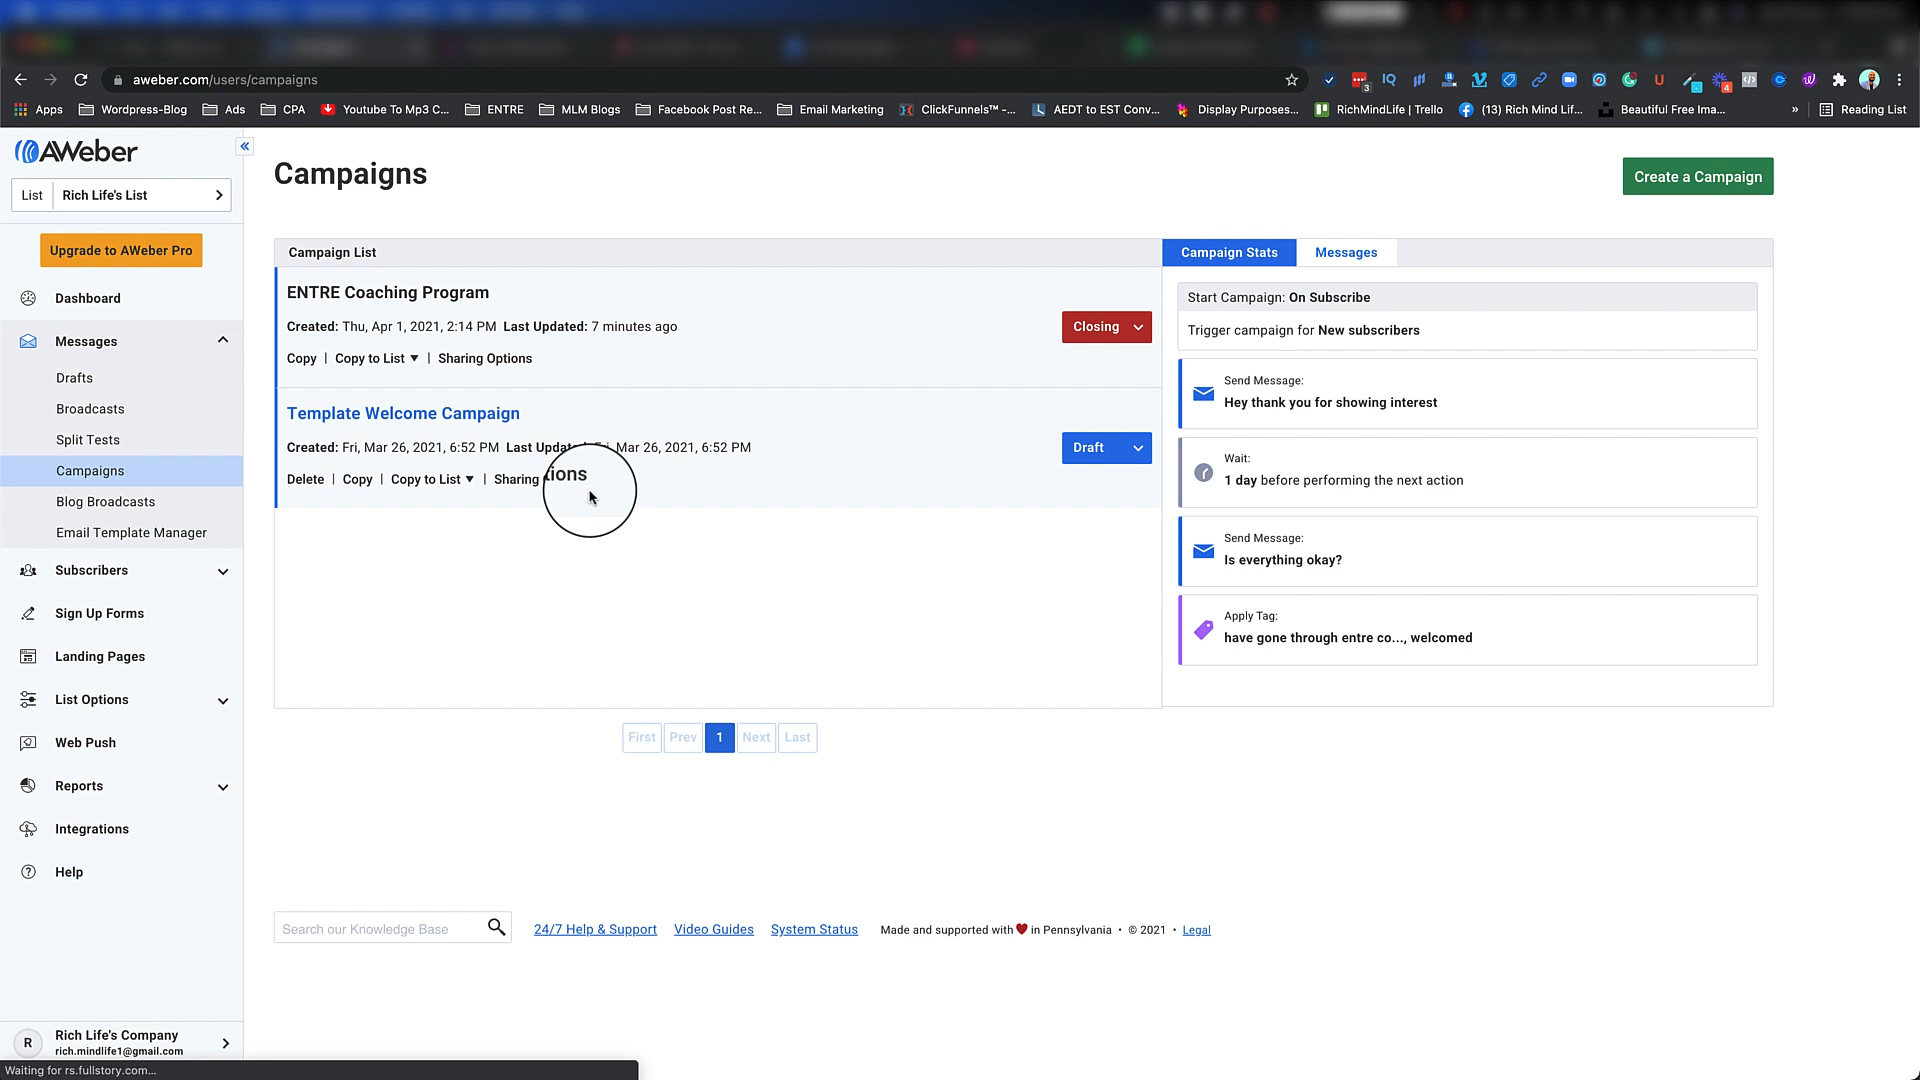 aweber.com/users/campaigns
3
4
Apps
Wordpress-Blog
Ads
CPA
Youtube To Mp3 C...
ENTRE
MLM Blogs
Facebook Post Re...
Email Marketing
ClickFunnels™ -...
AEDT to EST Conv...
Display Purposes...
RichMindLife | Trello
(13) Rich Mind Lif...
Beautiful Free Ima...
»
Reading List
AWeber
List
Rich Life's List
Upgrade to AWeber Pro
Dashboard
Messages
Drafts
Broadcasts
Split Tests
Campaigns
Blog Broadcasts
Email Template Manager
Subscribers
Sign Up Forms
Landing Pages
List Options
Web Push
Reports
Integrations
Help
R
Rich Life's Company
rich.mindlife1@gmail.com
Waiting for rs.fullstory.com...
Campaigns
Create a Campaign
Campaign List
ENTRE Coaching Program
Created: Thu, Apr 1, 2021, 2:14 PM Last Updated: 7 minutes ago
Copy | Copy to List ▼ | Sharing Options
Closing
Template Welcome Campaign
Created: Fri, Mar 26, 2021, 6:52 PM Last Mar 26, 2021, 6:52 PM
Delete | Copy | Copy to List ▼ | Sharing tions
Draft
Campaign Stats
Messages
Start Campaign: On Subscribe
Trigger campaign for New subscribers
Send Message:
Hey thank you for showing interest
Wait:
1 day before performing the next action
Send Message:
Is everything okay?
Apply Tag:
have gone through entre co..., welcomed
First
Prev
1
Next
Last
Search our Knowledge Base
24/7 Help & Support
Video Guides
System Status
Made and supported with ❤ in Pennsylvania • © 2021 • Legal